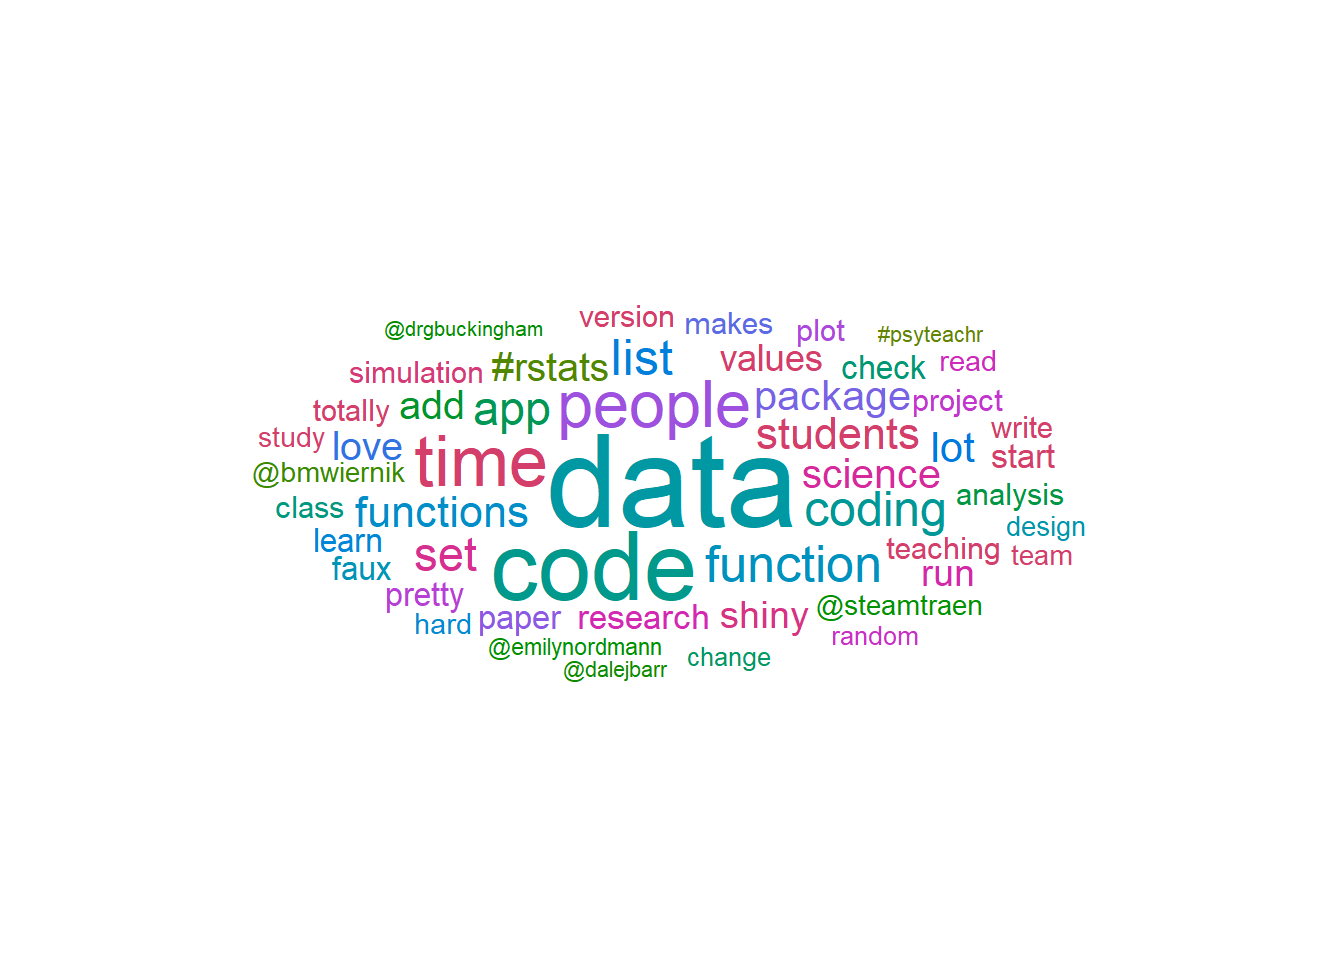 version makes plot
@drgbuckingham #psyteachr
simulation #rstats list values check read
totally add app people package project
study love time students lot write
@bmwiernik data science start
class functions coding analysis
learn set code function teaching design
faux run team
pretty paper research shiny @steamtraen
hard random
@emilynordmann change
@dalejbarr